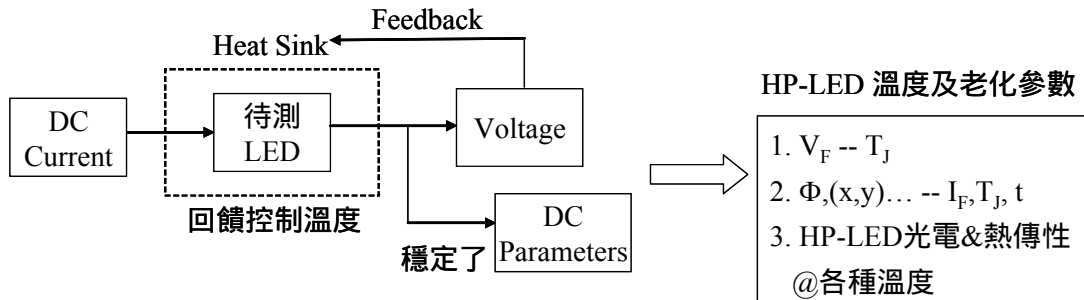 Feedback
Heat Sink
DC
Current
待測
LED
Voltage
回饋控制溫度
穩定了
DC
Parameters
HP-LED 溫度及老化參數
1. V_F -- T_J
2. Φ,(x,y)… -- I_F,T_J, t
3. HP-LED光電&熱傳性
@各種溫度